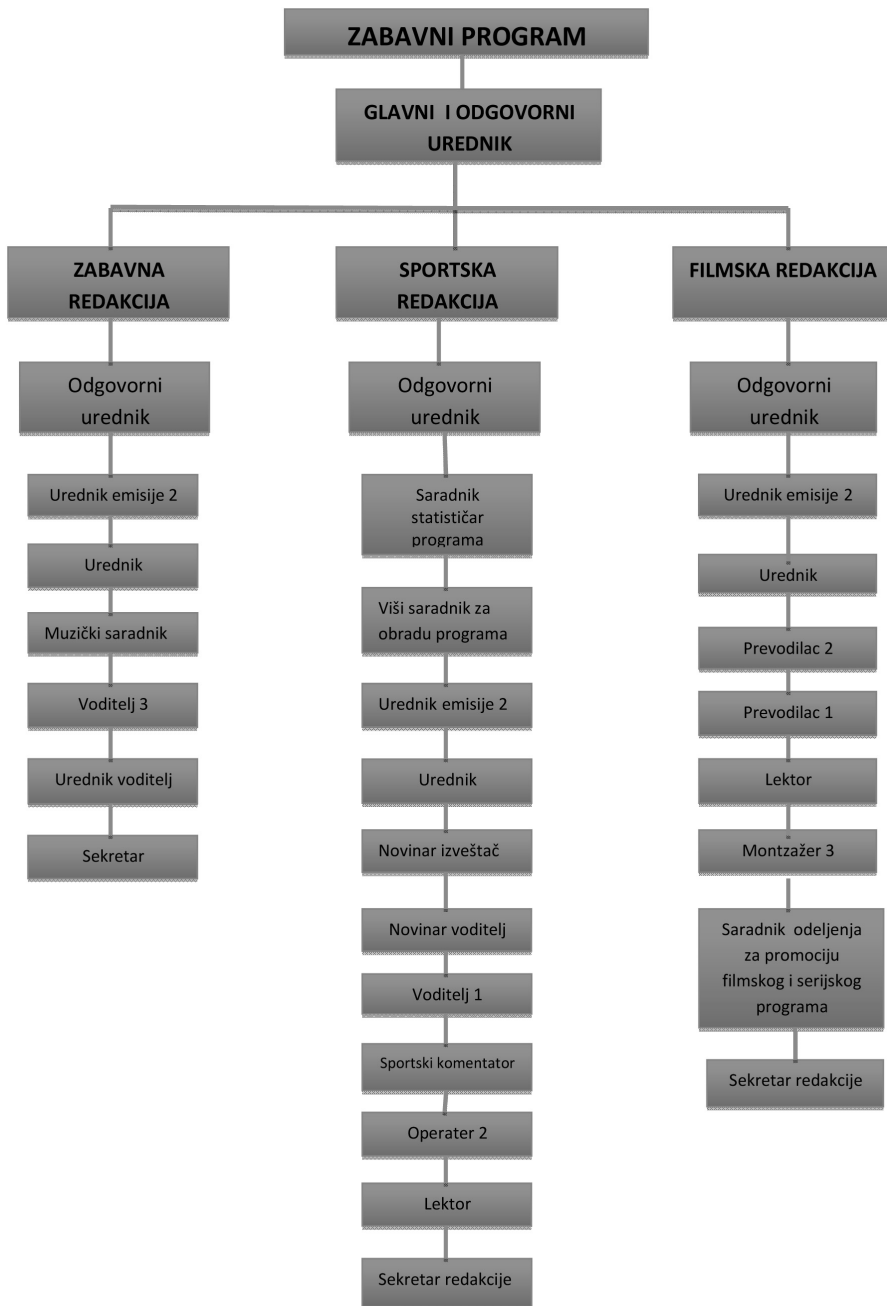 ZABAVNI PROGRAM
GLAVNI I ODGOVORNI
UREDNIK
ZABAVNA
REDAKCIJA
Odgovorni
urednik
Urednik emisije 2
Urednik
Muzički saradnik
Voditelj 3
Urednik voditelj
Sekretar
SPORTSKA
REDAKCIJA
Odgovorni
urednik
Saradnik
statističar
programa
Viši saradnik za
obradu programa
Urednik emisije 2
Urednik
Novinar izveštač
Novinar voditelj
Voditelj 1
Sportski komentator
Operater 2
Lektor
Sekretar redakcije
FILMSKA REDAKCIJA
Odgovorni
urednik
Urednik emisije 2
Urednik
Prevodilac 2
Prevodilac 1
Lektor
Montzažer 3
Saradnik odeljenja
za promociju
filmskog i serijskog
programa
Sekretar redakcije